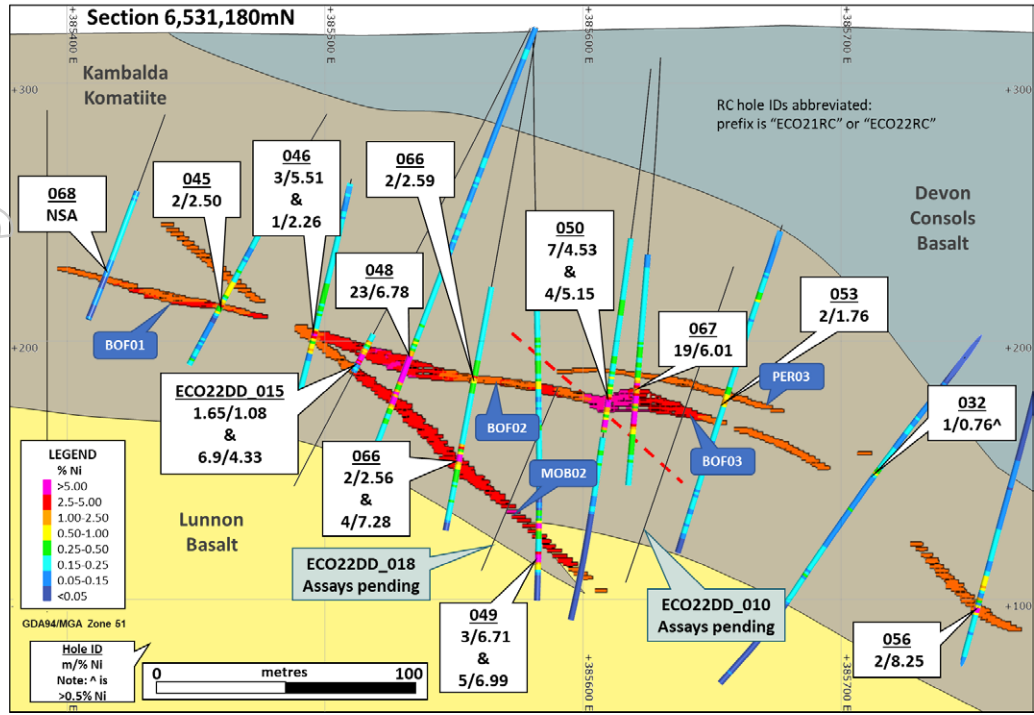 Section 6,531,180mN
+385400 E
+385500 E
+385600 E
+385700 E
Kambalda
Komatiite
+300
+300
RC hole IDs abbreviated:
prefix is “ECO21RC” or “ECO22RC”
068
NSA
045
2/2.50
046
3/5.51
&
1/2.26
066
2/2.59
048
23/6.78
050
7/4.53
&
4/5.15
Devon
Consols
Basalt
053
2/1.76
067
19/6.01
+200
+200
BOF01
PER03
ECO22DD_015
1.65/1.08
&
6.9/4.33
BOF02
032
1/0.76^
BOF03
066
2/2.56
&
4/7.28
MOB02
LEGEND
% Ni
>5.00
2.5-5.00
1.00-2.50
0.50-1.00
0.25-0.50
0.15-0.25
0.05-0.15
<0.05
Lunnon
Basalt
ECO22DD_018
Assays pending
ECO22DD_010
Assays pending
+100
049
3/6.71
&
5/6.99
056
2/8.25
GDA94/MGA Zone 51
Hole ID
m/% Ni
Note: ^ is
>0.5% Ni
0 metres 100
+385600 E
+385700 E